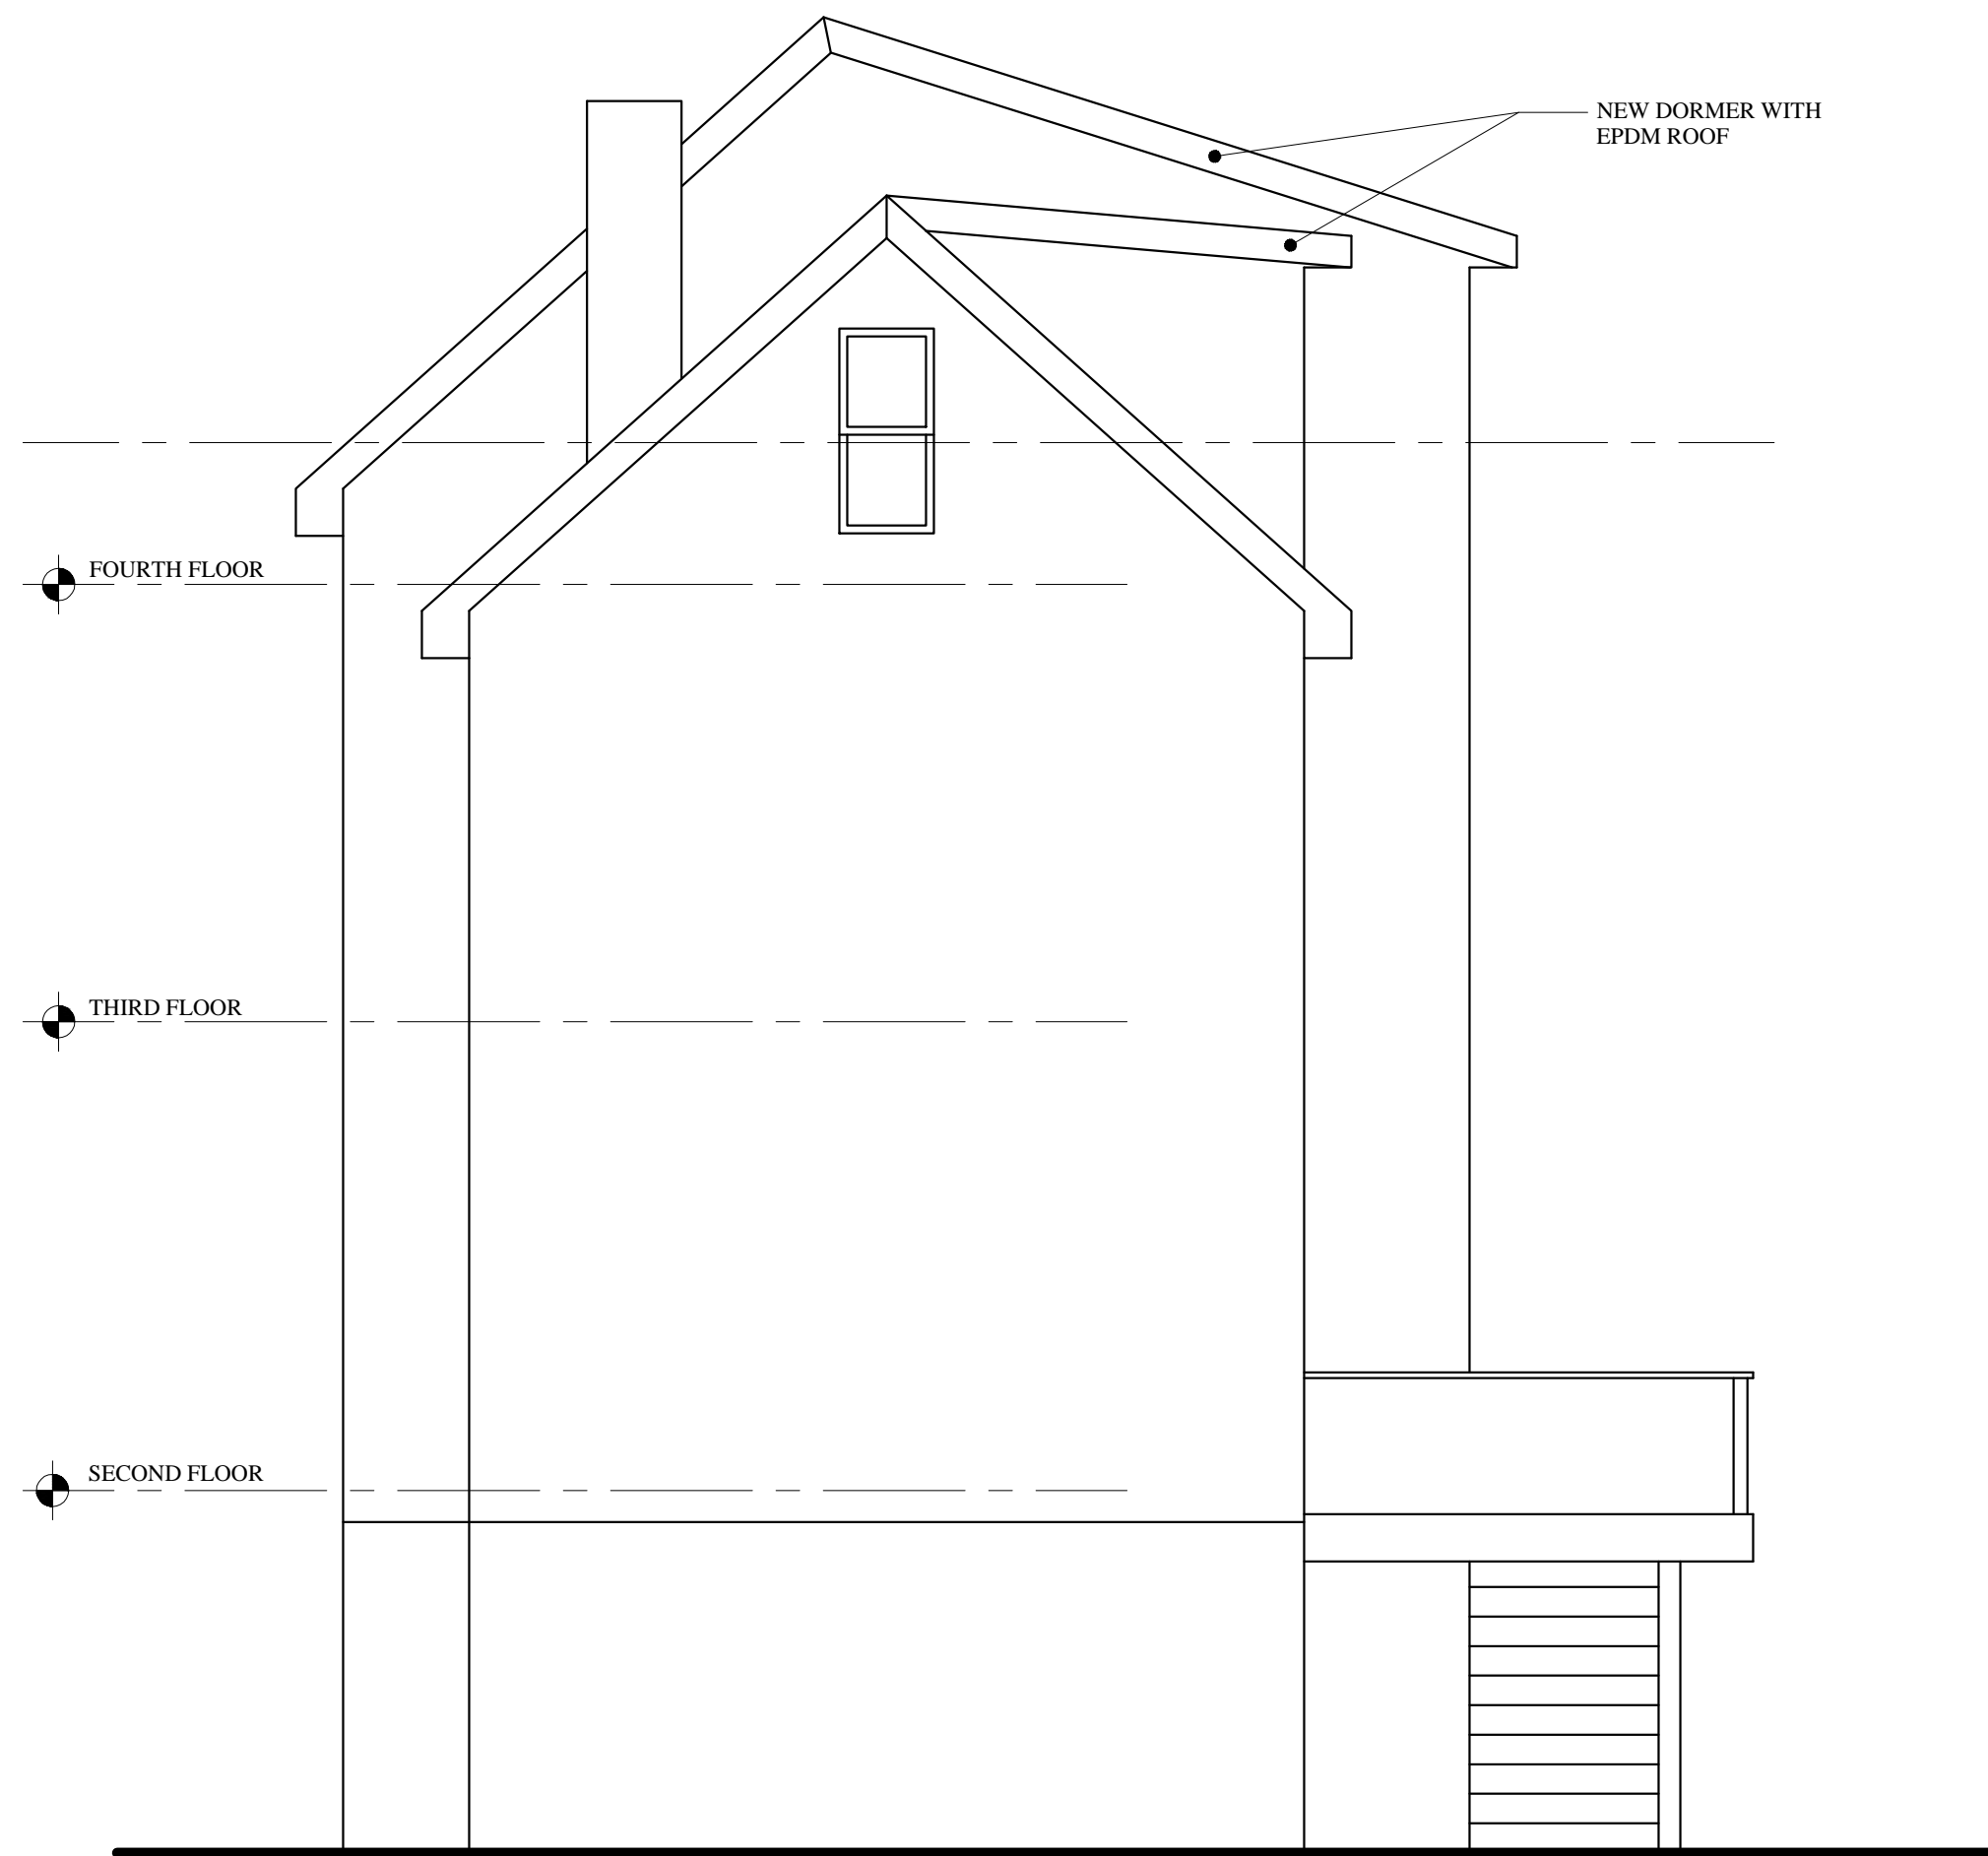 NEW DORMER WITH
EPDM ROOF
FOURTH FLOOR
THIRD FLOOR
SECOND FLOOR